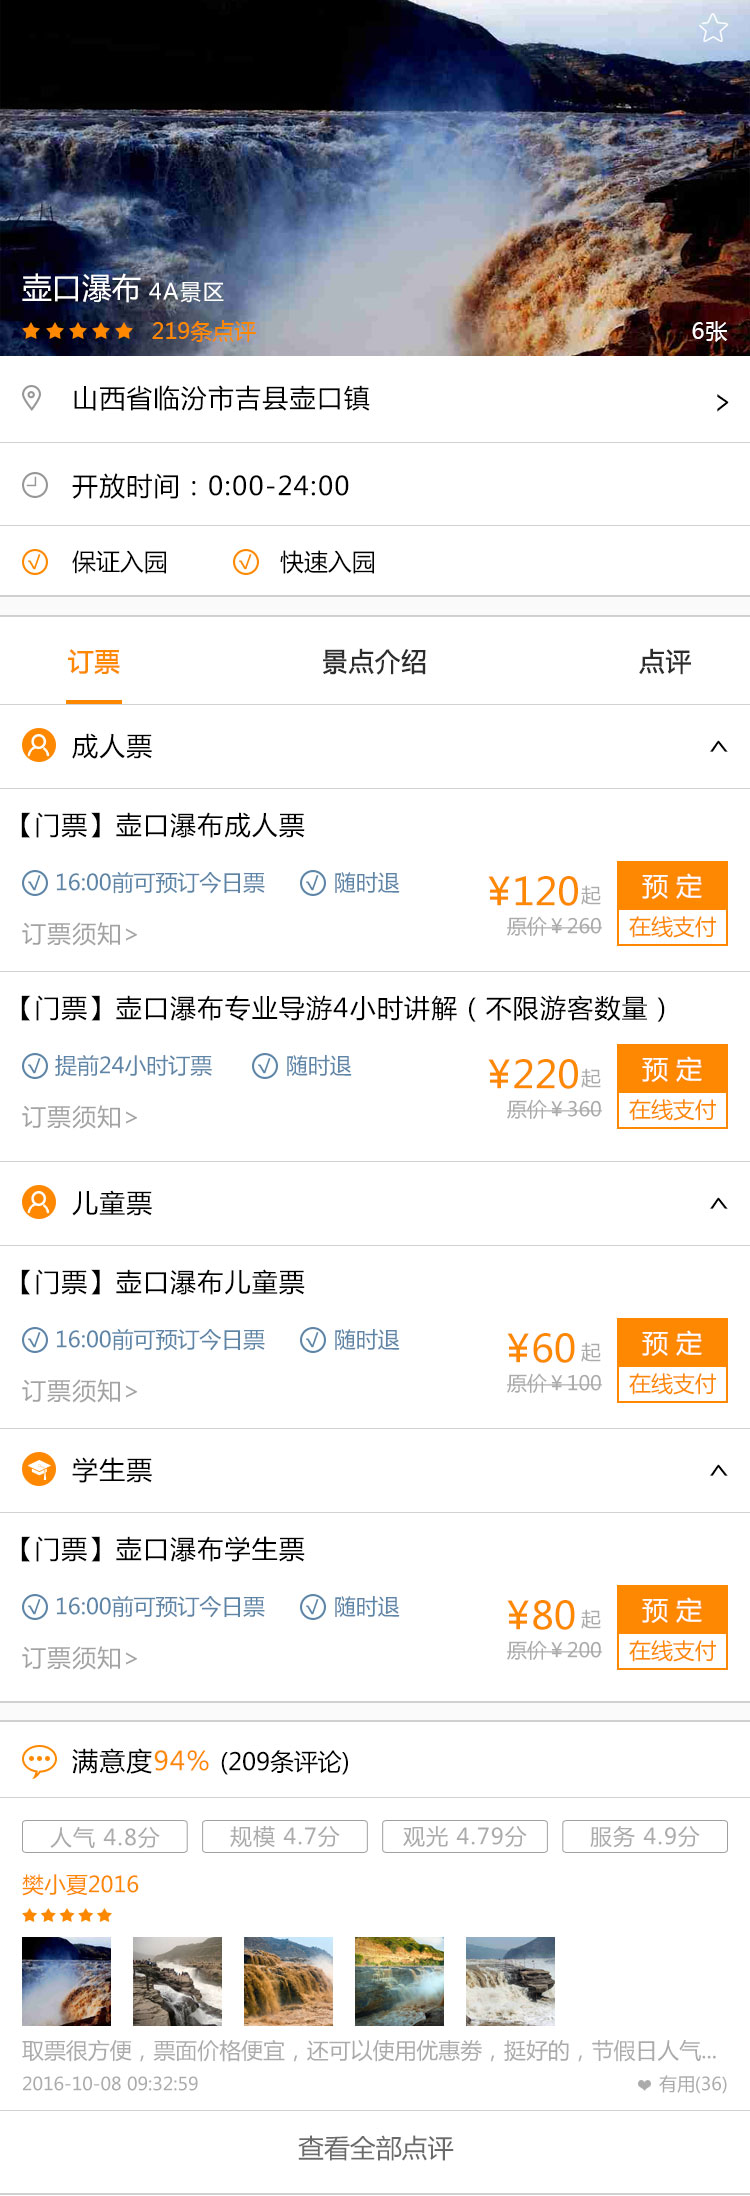 壶口瀑布 4A景区
219条点评
6张
山西省临汾市吉县壶口镇
>
开放时间：0:00-24:00
保证入园 快速入园
订票 景点介绍 点评
成人票
【门票】壶口瀑布成人票
16:00前可预订今日票 随时退
¥120起
原价¥260
预 定
在线支付
订票须知>
【门票】壶口瀑布专业导游4小时讲解（不限游客数量）
提前24小时订票 随时退
¥220起
原价¥360
预 定
在线支付
订票须知>
儿童票
【门票】壶口瀑布儿童票
16:00前可预订今日票 随时退
¥60起
原价¥100
预 定
在线支付
订票须知>
学生票
【门票】壶口瀑布学生票
16:00前可预订今日票 随时退
¥80起
原价¥200
预 定
在线支付
订票须知>
满意度94% (209条评论)
人气 4.8分 规模 4.7分 观光 4.79分 服务 4.9分
樊小夏2016
取票很方便，票面价格便宜，还可以使用优惠券，挺好的，节假日人气...
2016-10-08 09:32:59 有用(36)
查看全部点评